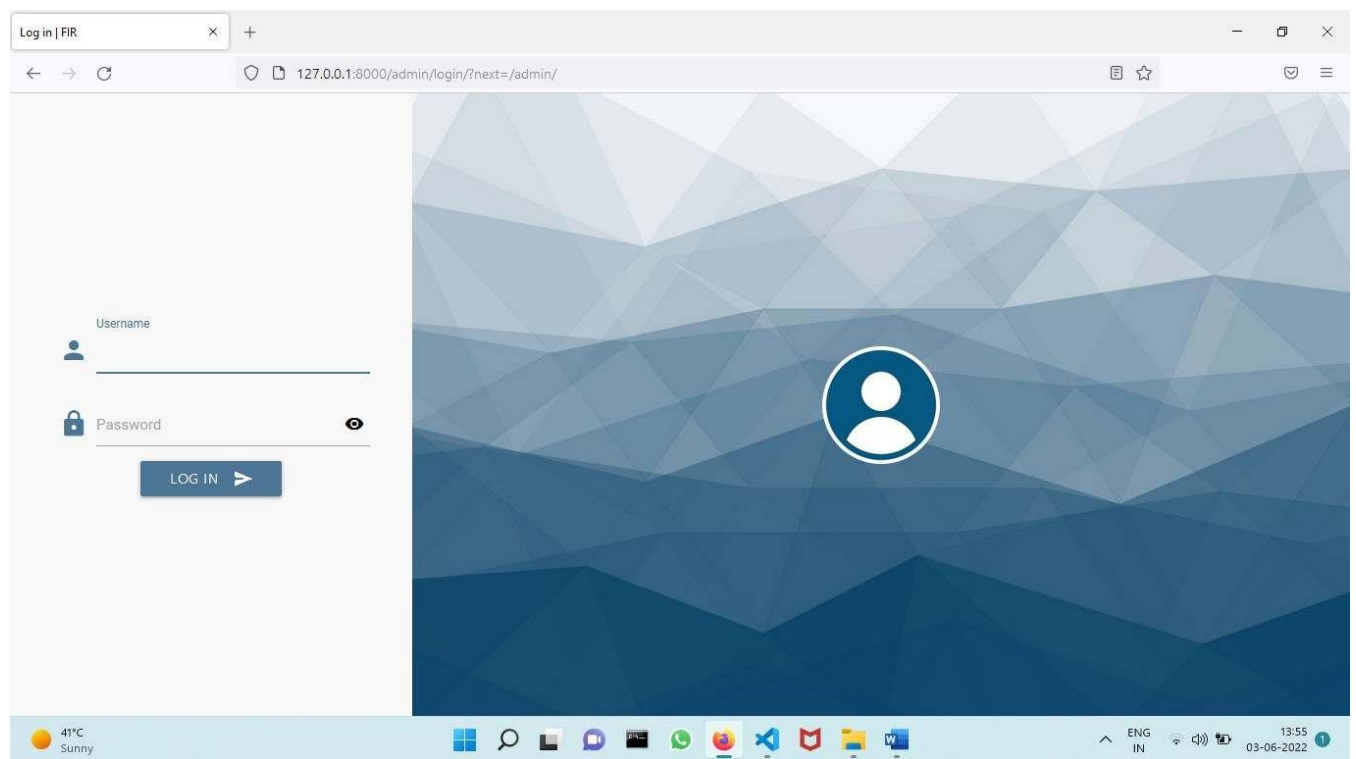 Log in | FIR
127.0.0.1:8000/admin/login/?next=/admin/
Username
Password
LOG IN
41°C
Sunny
ENG
IN
13:55
03-06-2022
1